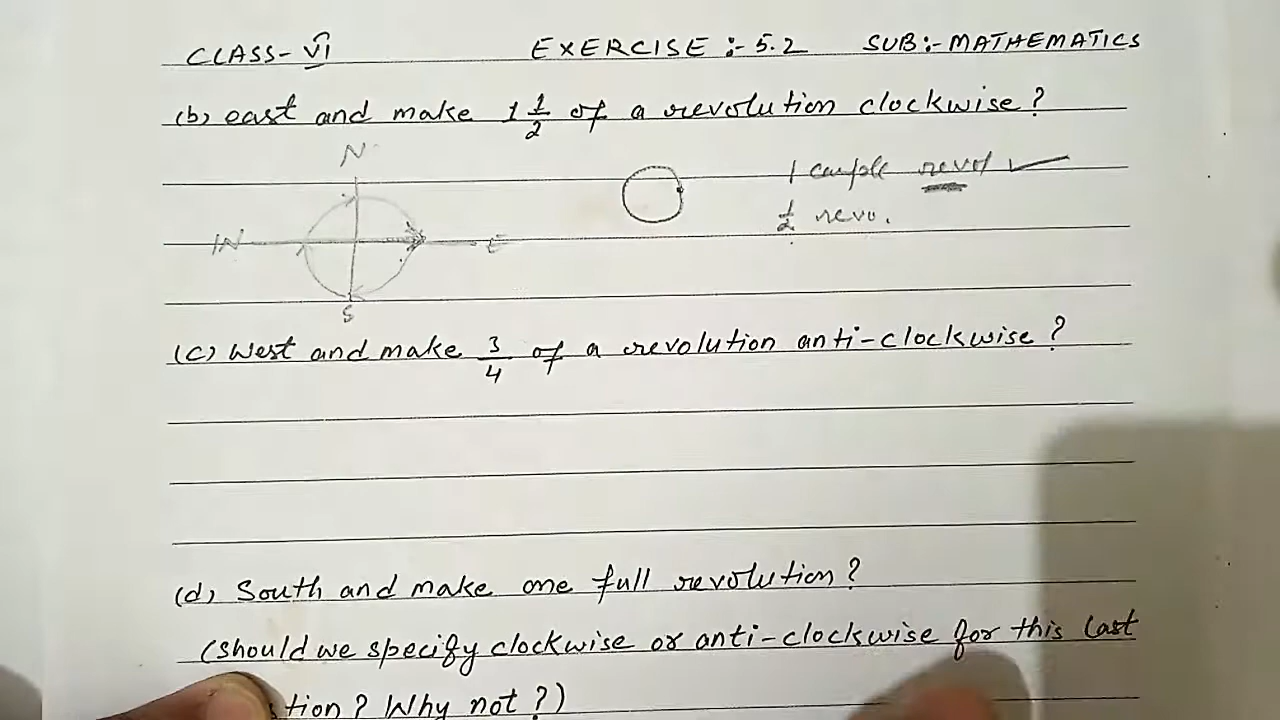 CLASS-VI EXERCISE :- 5.2 SUB:- MATHEMATICS
(b) east and make 1 1/2 of a revolution clockwise?
N
1 revol
1/2 revo.
W E
S
(c) West and make 3/4 of a revolution anti-clockwise?
(d) South and make one full revolution?
(Should we specify clockwise or anti-clockwise for this last
tion? Why not?)